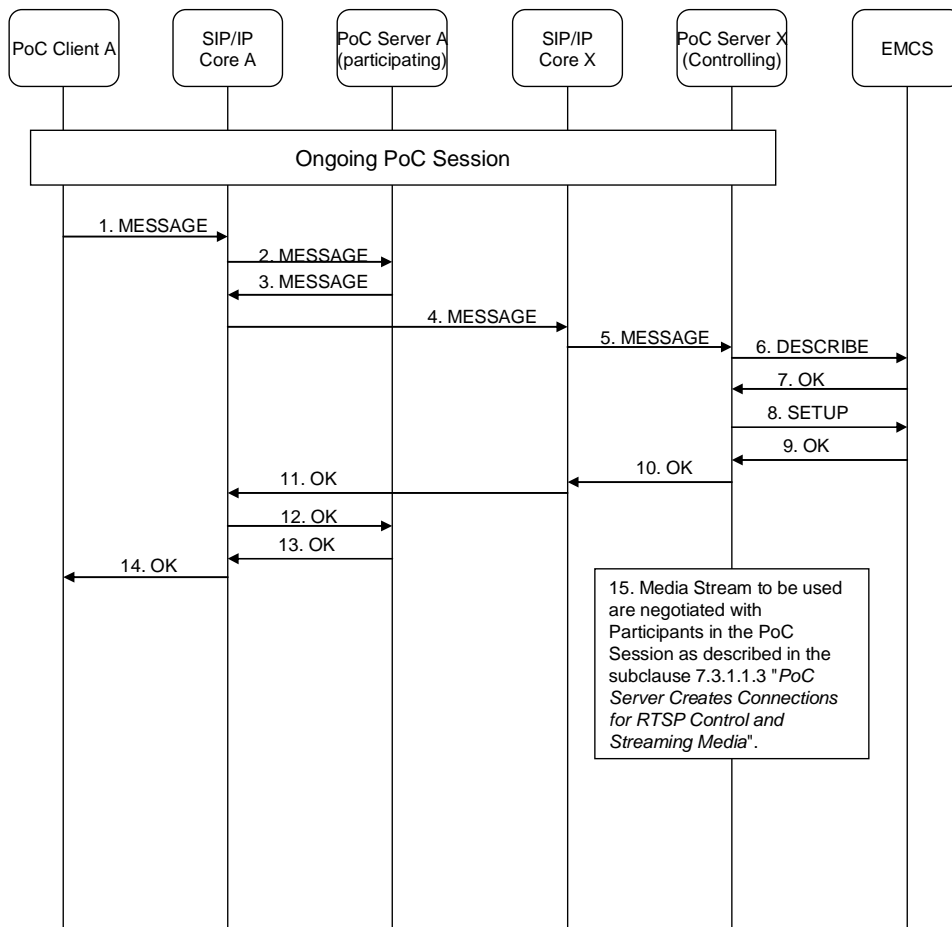 PoC Client A
SIP/IP
Core A
PoC Server A
(participating)
SIP/IP
Core X
PoC Server X
(Controlling)
EMCS
Ongoing PoC Session
1. MESSAGE
2. MESSAGE
3. MESSAGE
4. MESSAGE
5. MESSAGE
6. DESCRIBE
7. OK
8. SETUP
9. OK
10. OK
11. OK
12. OK
13. OK
14. OK
15. Media Stream to be used
are negotiated with
Participants in the PoC
Session as described in the
subclause 7.3.1.1.3 "PoC
Server Creates Connections
for RTSP Control and
Streaming Media".